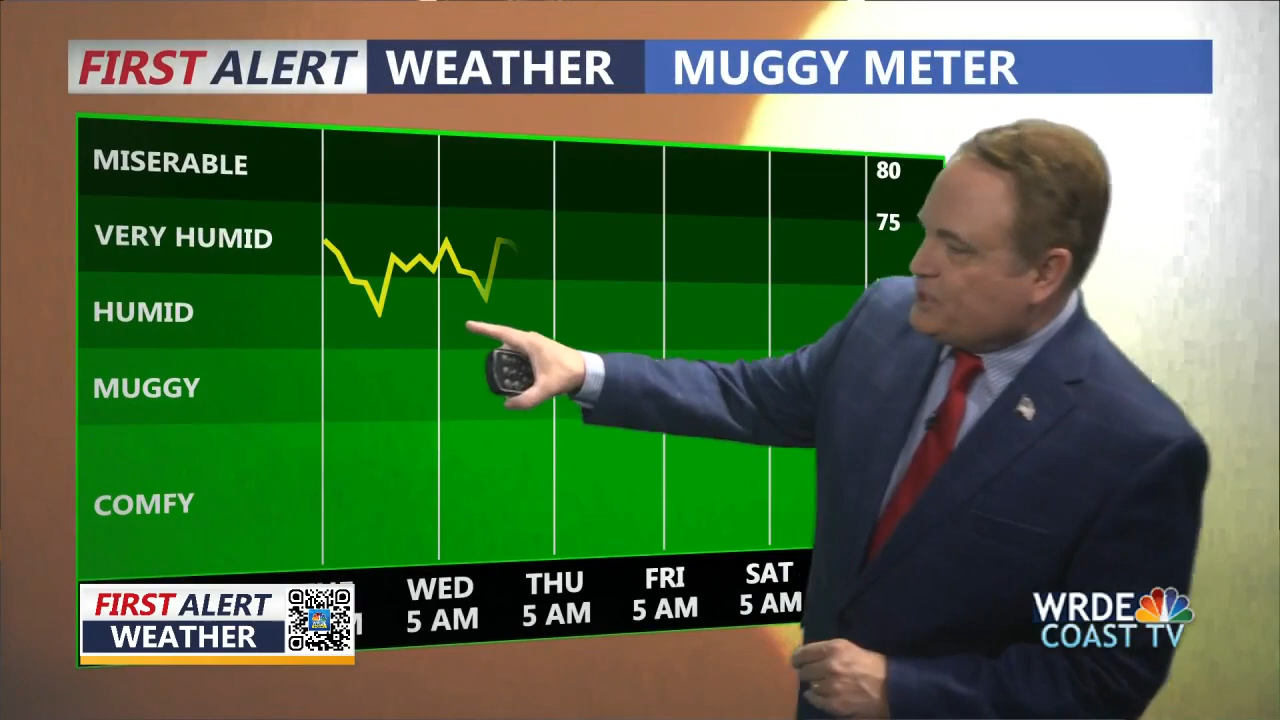 FIRST ALERT WEATHER MUGGY METER
MISERABLE
80
75
VERY HUMID
HUMID
MUGGY
COMFY
WED
5 AM
THU
5 AM
FRI
5 AM
SAT
5 AM
FIRST ALERT
WEATHER
WRDE
COAST TV